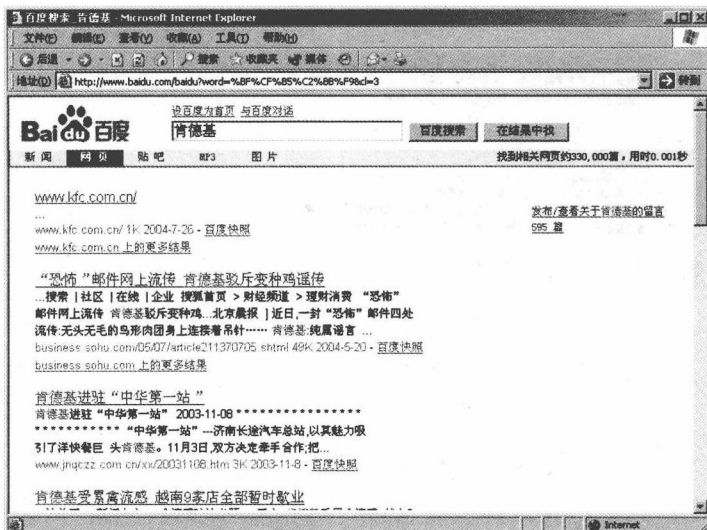 百度搜索_肯德基 - Microsoft Internet Explorer
文件(F) 编辑(E) 查看(V) 收藏(A) 工具(T) 帮助(H)
后退 搜索 收藏夹 媒体
地址(D) http://www.baidu.com/baidu?word=%BF%CF%B5%C2%BB%F9&cl=3 转到
设百度为首页 与百度对话
Bai du 百度 肯德基 百度搜索 在结果中找
新闻 网页 贴吧 MP3 图片 找到相关网页约330,000篇，用时0.001秒
www.kfc.com.cn/
...
www.kfc.com.cn/ 1K 2004-7-26 - 百度快照
www.kfc.com.cn 上的更多结果
发布/查看关于肯德基的留言
595 篇
“恐怖”邮件网上流传 肯德基驳斥变种鸡谣传
...搜索 | 社区 | 在线 | 企业 搜狐首页 > 财经频道 > 理财消费 “恐怖”
邮件网上流传 肯德基驳斥变种鸡...北京晨报 | 近日,一封“恐怖”邮件四处
流传:无头无毛的鸟形肉团身上连接着吊针…… 肯德基:纯属谣言 ...
business.sohu.com/05/07/article211370705.shtml 49K 2004-5-20 - 百度快照
business.sohu.com 上的更多结果
肯德基进驻“中华第一站”
肯德基进驻“中华第一站” 2003-11-08 * * * * * * * * * * * * * * * *
* * * * * * * * * * * “中华第一站”---济南长途汽车总站,以其魅力吸
引了洋快餐巨 头肯德基。11月3日,双方决定牵手合作;把...
www.jnqczz.com.cn/xx/20031108.htm 3K 2003-11-8 - 百度快照
肯德基受累禽流感 越南9家店全部暂时歇业
Internet